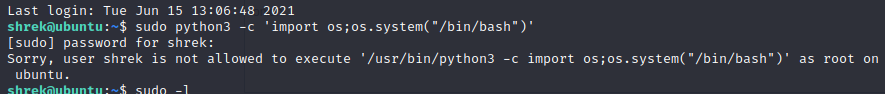 Last login: Tue Jun 15 13:06:48 2021
shrek@ubuntu:~$ sudo python3 -c 'import os;os.system("/bin/bash")'
[sudo] password for shrek:
Sorry, user shrek is not allowed to execute '/usr/bin/python3 -c import os;os.system("/bin/bash")' as root on
 ubuntu.
shrek@ubuntu:~$ sudo -l